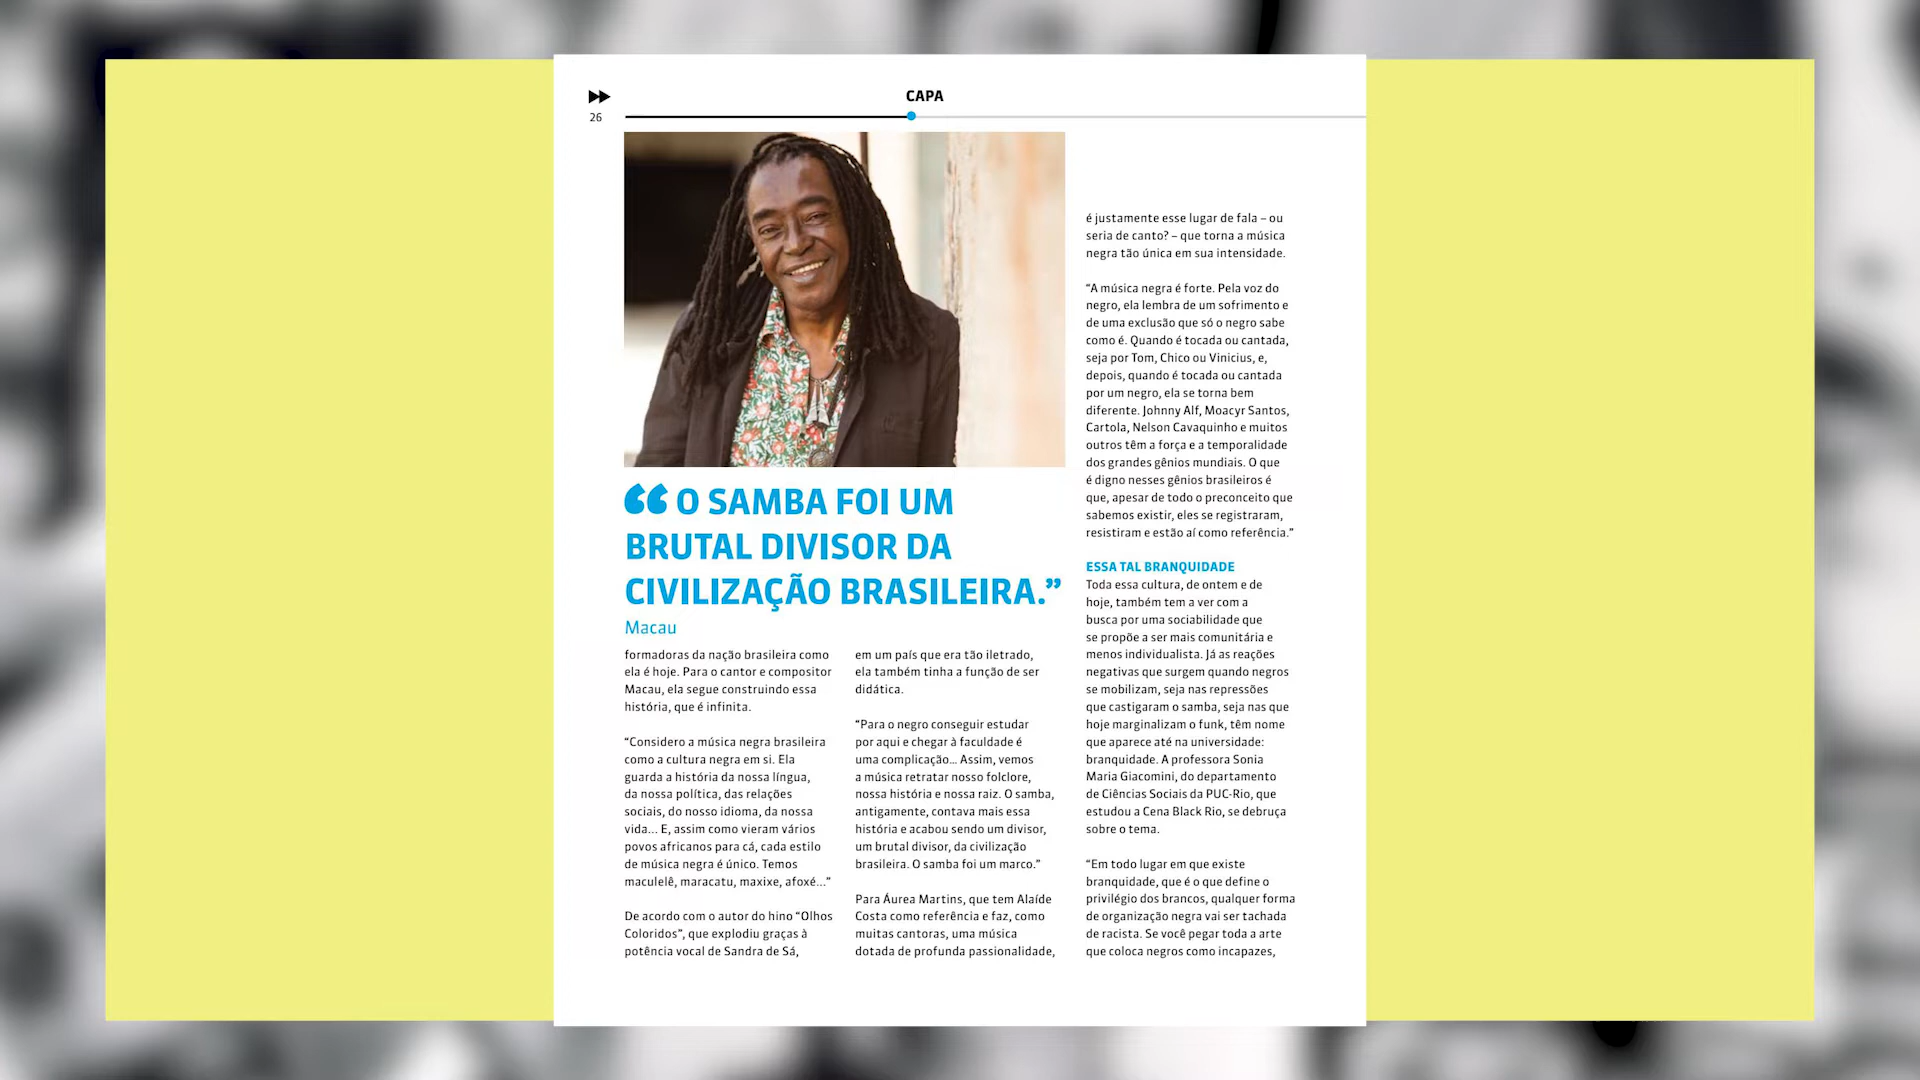 CAPA
26
“ O SAMBA FOI UM
BRUTAL DIVISOR DA
CIVILIZAÇÃO BRASILEIRA.”
Macau
formadoras da nação brasileira como
ela é hoje. Para o cantor e compositor
Macau, ela segue construindo essa
história, que é infinita.
“Considero a música negra brasileira
como a cultura negra em si. Ela
guarda a história da nossa língua,
da nossa política, das relações
sociais, do nosso idioma, da nossa
vida... E, assim como vieram vários
povos africanos para cá, cada estilo
de música negra é único. Temos
maculelê, maracatu, maxixe, afoxé...”
De acordo com o autor do hino “Olhos
Coloridos”, que explodiu graças à
potência vocal de Sandra de Sá,
em um país que era tão iletrado,
ela também tinha a função de ser
didática.
“Para o negro conseguir estudar
por aqui e chegar à faculdade é
uma complicação... Assim, vemos
a música retratar nosso folclore,
nossa história e nossa raiz. O samba,
antigamente, contava mais essa
história e acabou sendo um divisor,
um brutal divisor, da civilização
brasileira. O samba foi um marco.”
Para Áurea Martins, que tem Alaíde
Costa como referência e faz, como
muitas cantoras, uma música
dotada de profunda passionalidade,
é justamente esse lugar de fala – ou
seria de canto? – que torna a música
negra tão única em sua intensidade.
“A música negra é forte. Pela voz do
negro, ela lembra de um sofrimento e
de uma exclusão que só o negro sabe
como é. Quando é tocada ou cantada,
seja por Tom, Chico ou Vinicius, e,
depois, quando é tocada ou cantada
por um negro, ela se torna bem
diferente. Johnny Alf, Moacyr Santos,
Cartola, Nelson Cavaquinho e muitos
outros têm a força e a temporalidade
dos grandes gênios mundiais. O que
é digno nesses gênios brasileiros é
que, apesar de todo o preconceito que
sabemos existir, eles se registraram,
resistiram e estão aí como referência.”
ESSA TAL BRANQUIDADE
Toda essa cultura, de ontem e de
hoje, também tem a ver com a
busca por uma sociabilidade que
se propõe a ser mais comunitária e
menos individualista. Já as reações
negativas que surgem quando negros
se mobilizam, seja nas repressões
que castigaram o samba, seja nas que
hoje marginalizam o funk, têm nome
que aparece até na universidade:
branquidade. A professora Sonia
Maria Giacomini, do departamento
de Ciências Sociais da PUC-Rio, que
estudou a Cena Black Rio, se debruça
sobre o tema.
“Em todo lugar em que existe
branquidade, que é o que define o
privilégio dos brancos, qualquer forma
de organização negra vai ser tachada
de racista. Se você pegar toda a arte
que coloca negros como incapazes,